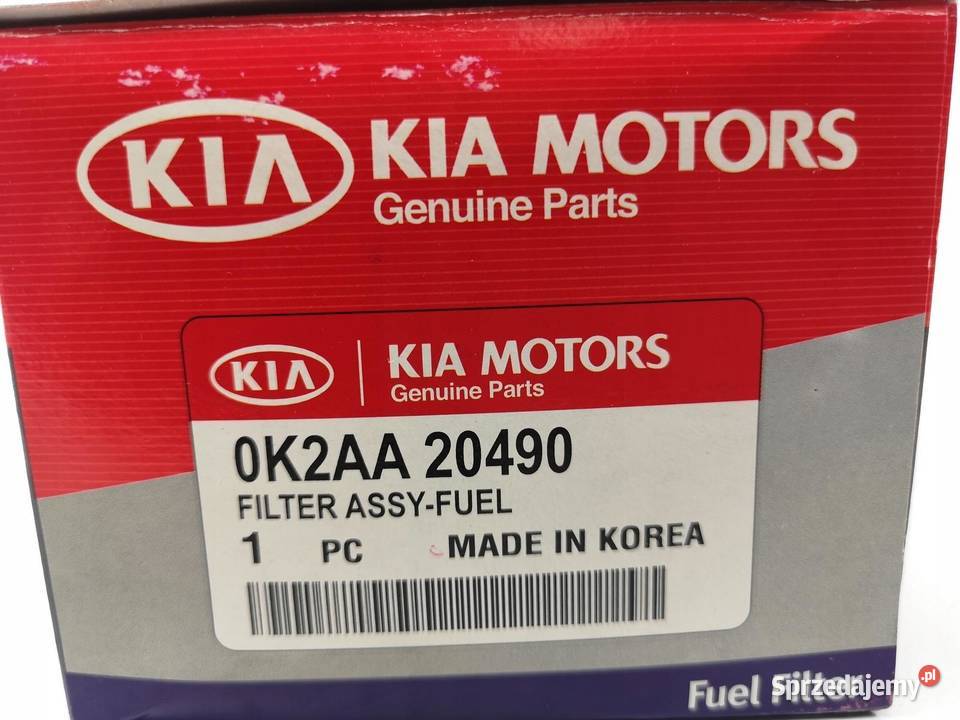 KIA KIA MOTORS
Genuine Parts
KIA KIA MOTORS
Genuine Parts
0K2AA 20490
FILTER ASSY-FUEL
1 PC MADE IN KOREA
Fuel Filter
Sprzedajemy.pl